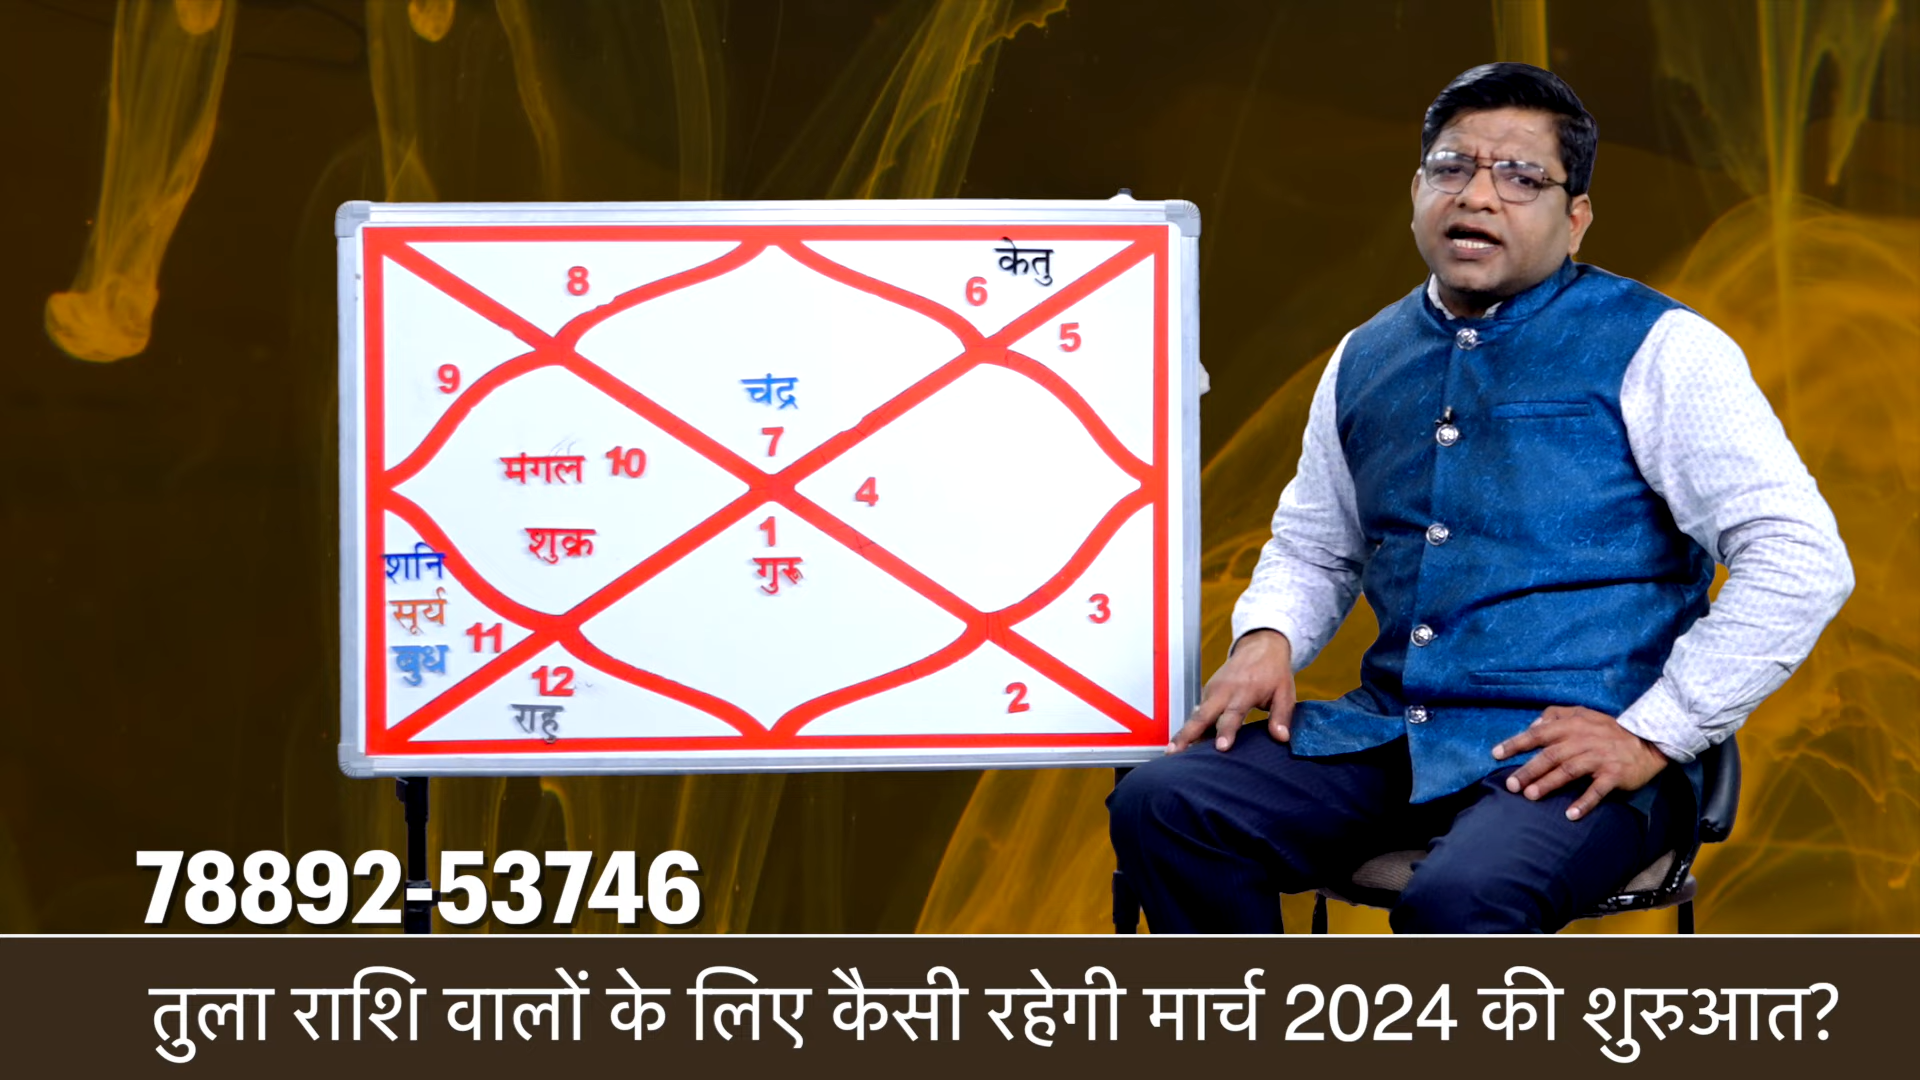 केतु
8
6
5
9
चंद्र
7
मंगल 10
4
1
शुक्र
गुरू
शनि
सूर्य
3
11
बुध
12
2
राहु
78892-53746
तुला राशि वालों के लिए कैसी रहेगी मार्च 2024 की शुरुआत?